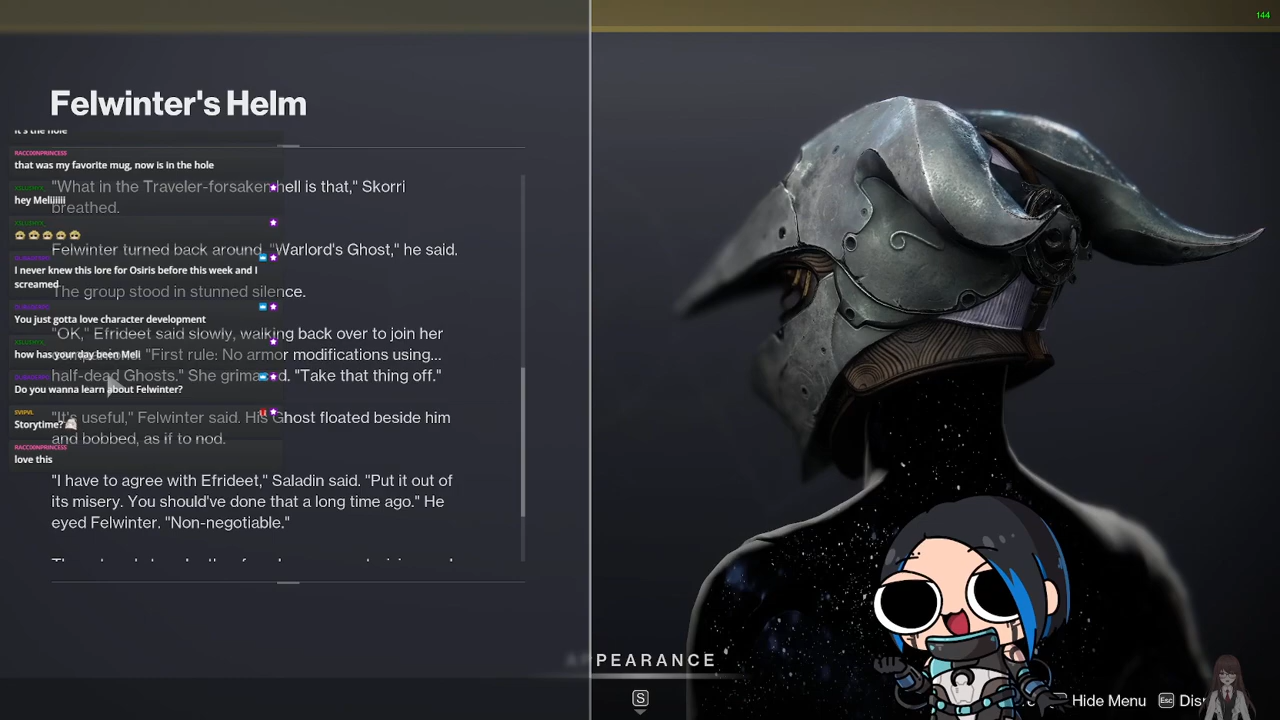 144
Felwinter's Helm
it's the hole
RACCOONPRINCESS
that was my favorite mug, now is in the hole
"What in the Traveler-forsaken hell is that," Skorri
breathed.
hey Meliiiiii
Felwinter turned back around. "Warlord's Ghost," he said.
I never knew this lore for Osiris before this week and I
screamed
The group stood in stunned silence.
You just gotta love character development
"OK," Efrideet said slowly, walking back over to join her
"First rule: No armor modifications using...
how has your day been Meli
half-dead Ghosts." She grimaced. "Take that thing off."
Do you wanna learn about Felwinter?
"It's useful," Felwinter said. His Ghost floated beside him
Storytime?
and bobbed, as if to nod.
RACCOONPRINCESS
love this
"I have to agree with Efrideet," Saladin said. "Put it out of
its misery. You should've done that a long time ago." He
eyed Felwinter. "Non-negotiable."
APPEARANCE
S
Hide Menu
Esc